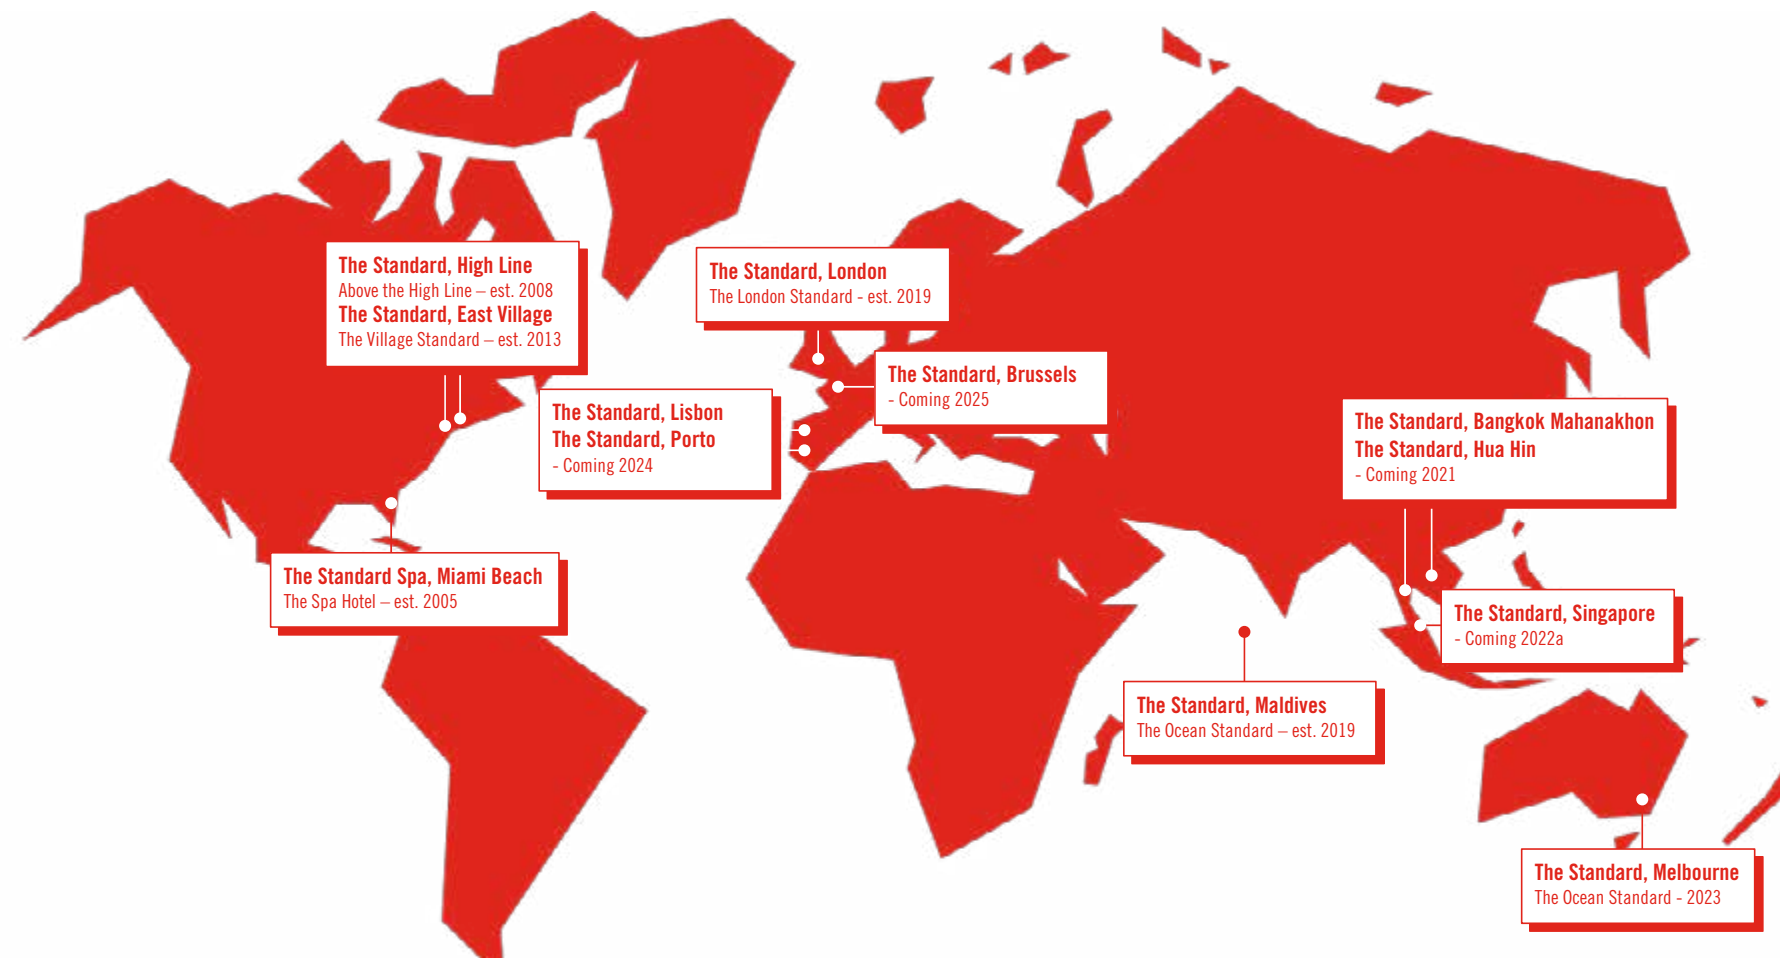 The Standard, High Line
Above the High Line – est. 2008
The Standard, East Village
The Village Standard – est. 2013
The Standard, London
The London Standard - est. 2019
The Standard, Brussels
- Coming 2025
The Standard, Lisbon
The Standard, Porto
- Coming 2024
The Standard, Bangkok Mahanakhon
The Standard, Hua Hin
- Coming 2021
The Standard Spa, Miami Beach
The Spa Hotel – est. 2005
The Standard, Singapore
- Coming 2022a
The Standard, Maldives
The Ocean Standard – est. 2019
The Standard, Melbourne
The Ocean Standard - 2023